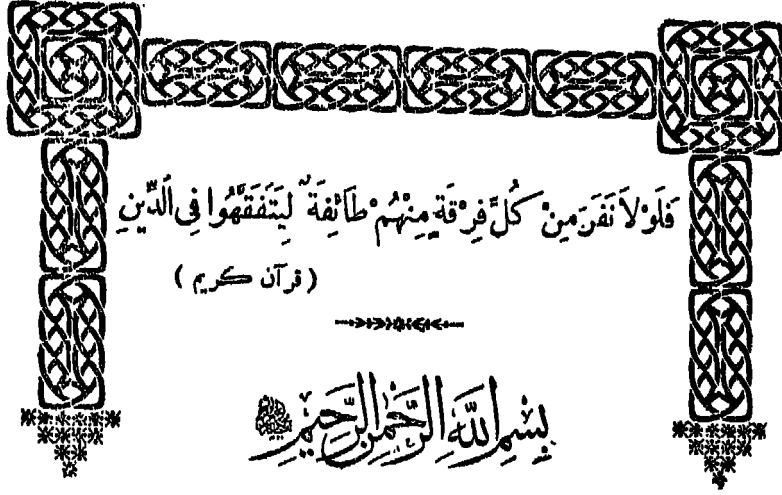 فَلَوْلَا نَفَرَ مِنْ كُلِّ فِرْقَةٍ مِنْهُمْ طَائِفَةٌ لِيَتَفَقَّهُوا فِي الدِّينِ
( قرآن كريم )
بِسْمِ اللَّهِ الرَّحْمَنِ الرَّحِيمِ